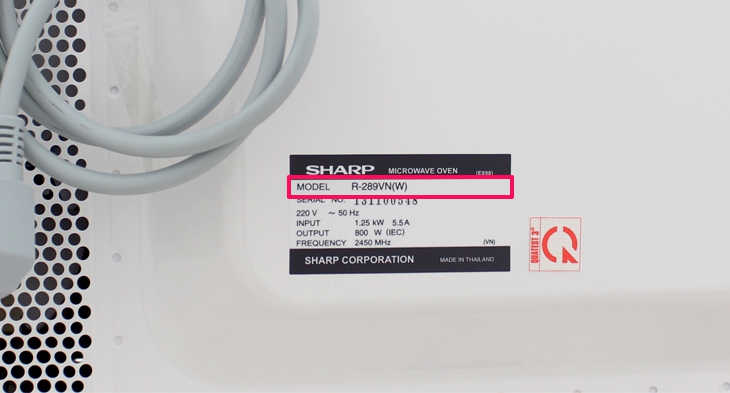 SHARP MICROWAVE OVEN (E898)
MODEL R-289VN(W)
SERIAL NO. 131100548
220 V ~ 50 Hz
INPUT 1.25 kW 5.5 A
OUTPUT 800 W (IEC)
FREQUENCY 2450 MHz (VN)
SHARP CORPORATION MADE IN THAILAND
QUATEST 3